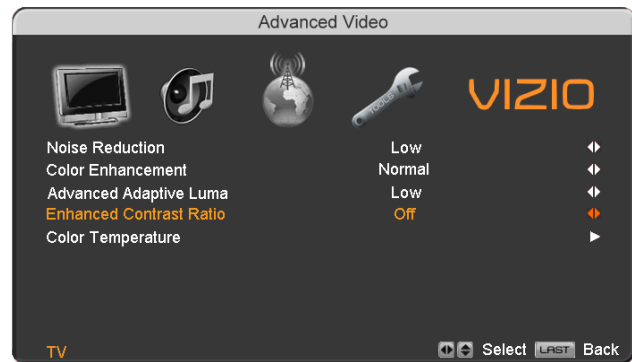 Advanced Video
TOOLS
VIZIO
Noise Reduction Low
Color Enhancement Normal
Advanced Adaptive Luma Low
Enhanced Contrast Ratio Off
Color Temperature
TV Select LAST Back